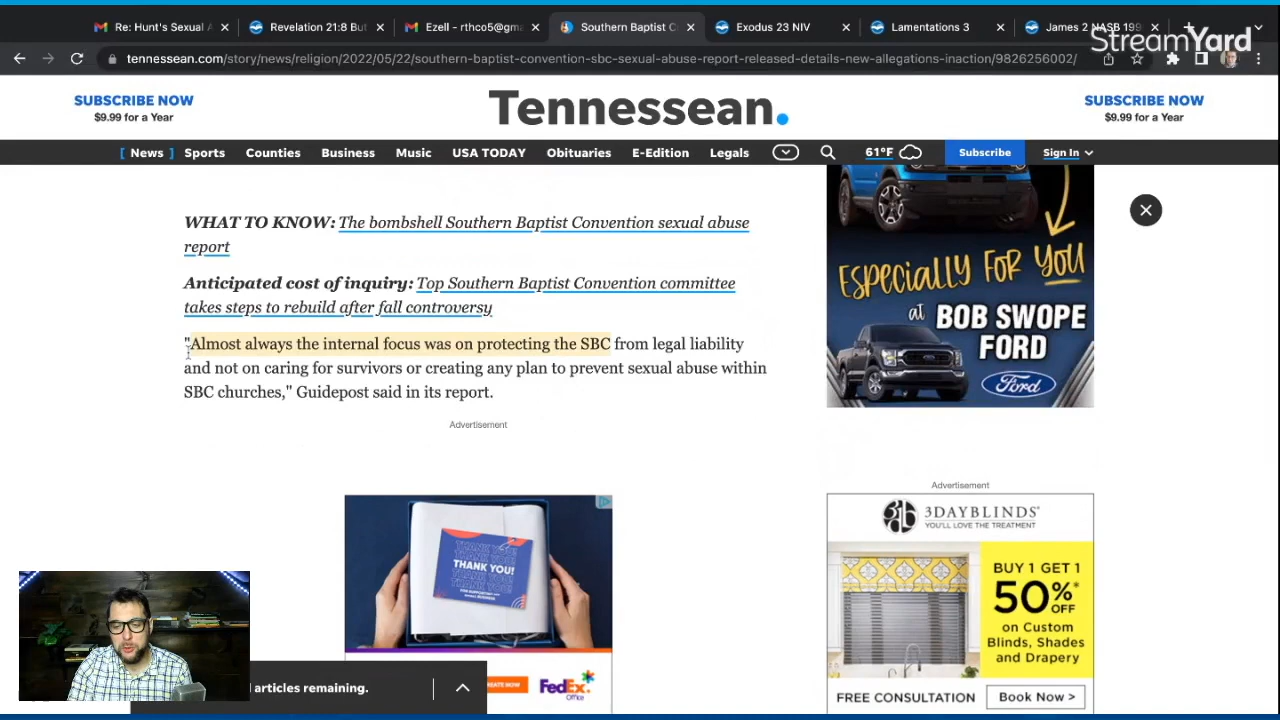 Re: Hunt's Sexual A
Revelation 21:8 But
Ezell - rthco5@gma
Southern Baptist C
Exodus 23 NIV
Lamentations 3
James 2 NASB 199
StreamYard
tennessean.com/story/news/religion/2022/05/22/southern-baptist-convention-sbc-sexual-abuse-report-released-details-new-allegations-inaction/9826256002/
SUBSCRIBE NOW
$9.99 for a Year
Tennessean.
SUBSCRIBE NOW
$9.99 for a Year
[ News ] Sports Counties Business Music USA TODAY Obituaries E-Edition Legals 61°F Subscribe Sign In
WHAT TO KNOW: The bombshell Southern Baptist Convention sexual abuse
report
Anticipated cost of inquiry: Top Southern Baptist Convention committee
takes steps to rebuild after fall controversy
"Almost always the internal focus was on protecting the SBC from legal liability
and not on caring for survivors or creating any plan to prevent sexual abuse within
SBC churches," Guidepost said in its report.
Advertisement
THANK YOU!
FedEx
Office
articles remaining.
ESPECIALLY FOR YOU
at BOB SWOPE
FORD
Ford
Advertisement
3DAYBLINDS
YOU'LL LOVE THE TREATMENT
BUY 1 GET 1
50%*
OFF
on Custom
Blinds, Shades
and Drapery
FREE CONSULTATION
Book Now >